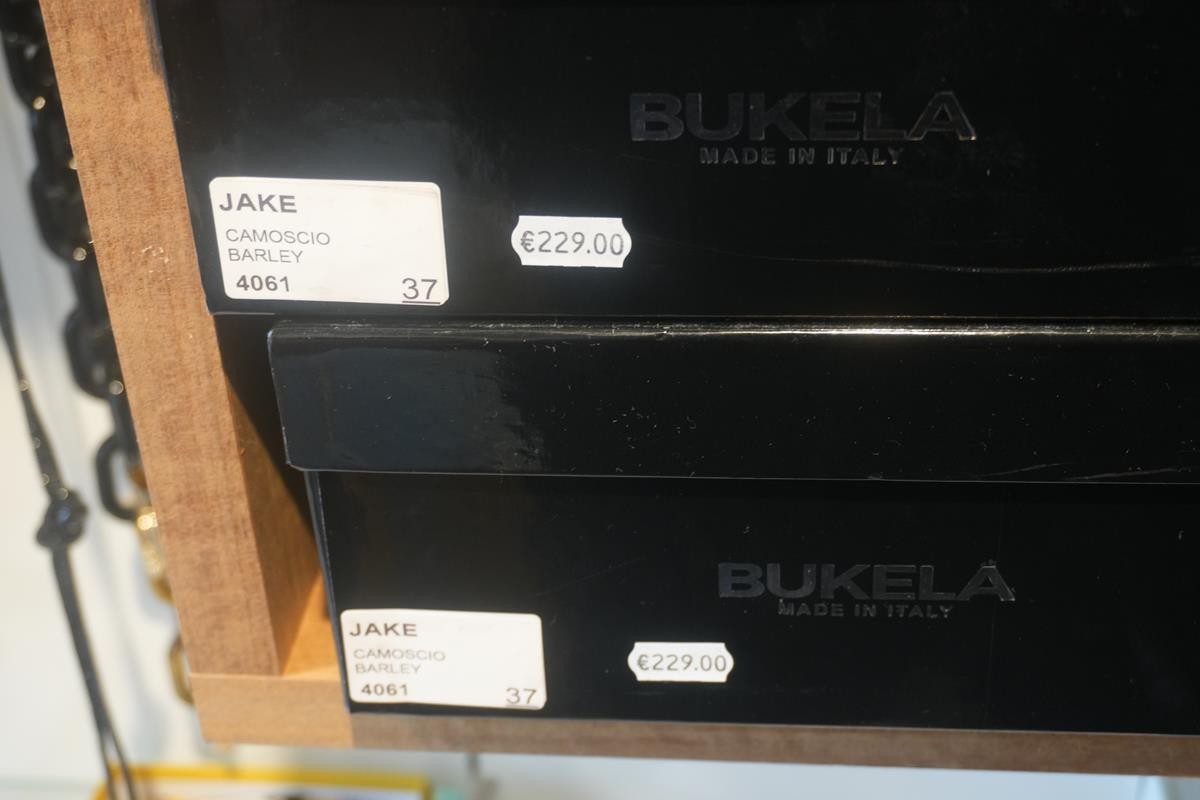 BUKELA
MADE IN ITALY
JAKE
CAMOSCIO
BARLEY
4061 37
€229.00
BUKELA
MADE IN ITALY
JAKE
CAMOSCIO
BARLEY
4061 37
€229.00